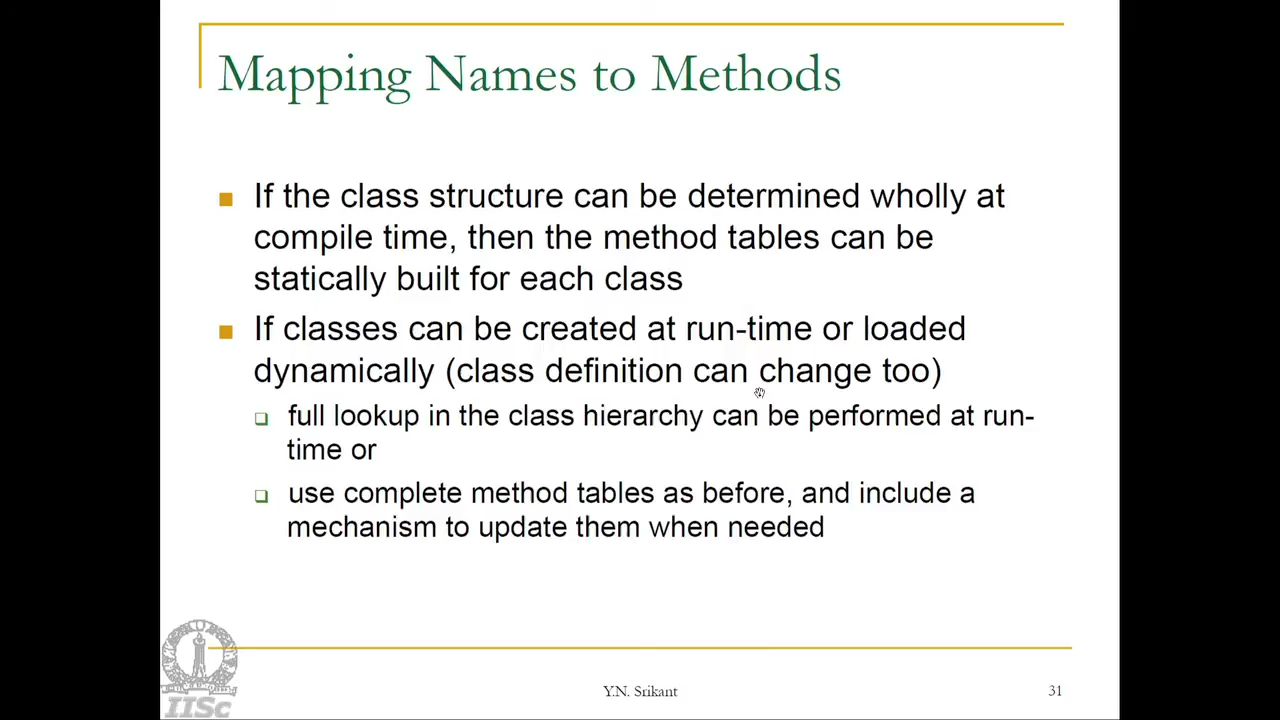 Mapping Names to Methods
If the class structure can be determined wholly at
compile time, then the method tables can be
statically built for each class
If classes can be created at run-time or loaded
dynamically (class definition can change too)
full lookup in the class hierarchy can be performed at run-
time or
use complete method tables as before, and include a
mechanism to update them when needed
IISc
Y.N. Srikant
31